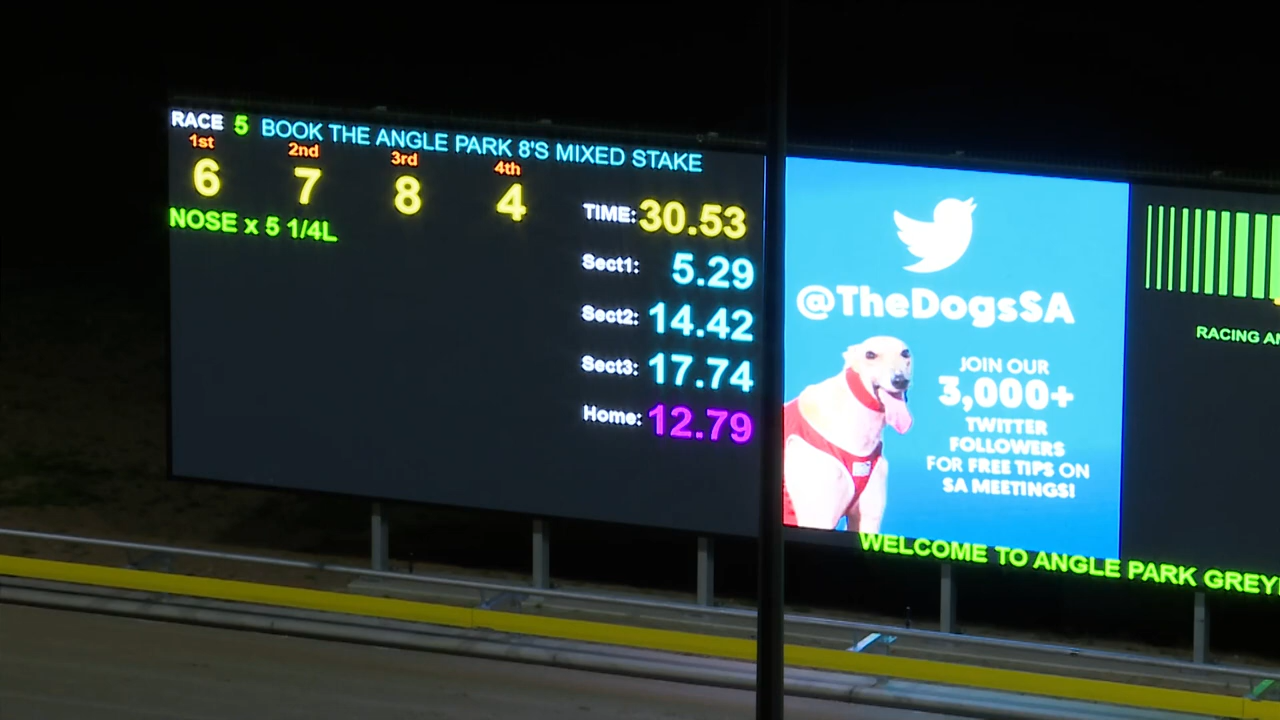 RACE 5 BOOK THE ANGLE PARK 8'S MIXED STAKE
1st 2nd 3rd 4th
6 7 8 4
NOSE x 5 1/4L
TIME: 30.53
Sect1: 5.29
Sect2: 14.42
Sect3: 17.74
Home: 12.79
@TheDogsSA
JOIN OUR
3,000+
TWITTER
FOLLOWERS
FOR FREE TIPS ON
SA MEETINGS!
RACING
WELCOME TO ANGLE PARK